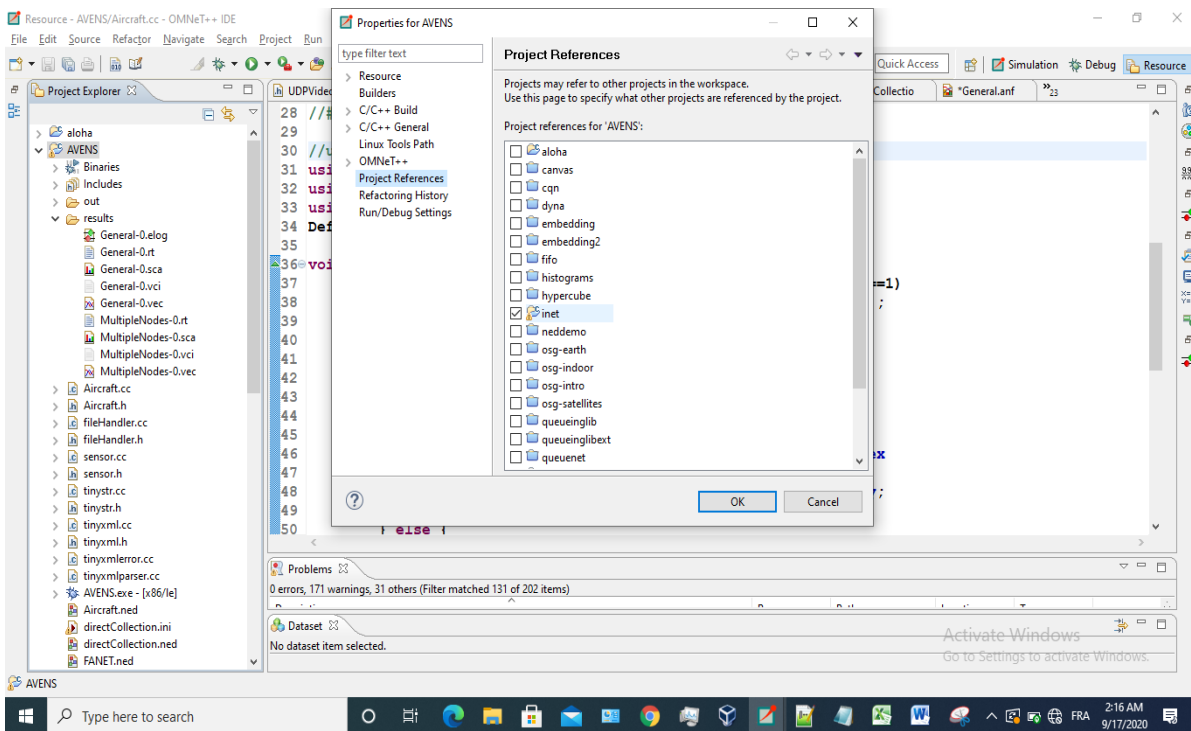 Resource - AVENS/Aircraft.cc - OMNeT++ IDE
File Edit Source Refactor Navigate Search Project Run
Quick Access
Simulation
Debug
Resource
Project Explorer
aloha
AVENS
Binaries
Includes
out
results
General-0.elog
General-0.rt
General-0.sca
General-0.vci
General-0.vec
MultipleNodes-0.rt
MultipleNodes-0.sca
MultipleNodes-0.vci
MultipleNodes-0.vec
Aircraft.cc
Aircraft.h
fileHandler.cc
fileHandler.h
sensor.cc
sensor.h
tinystr.cc
tinystr.h
tinyxml.cc
tinyxml.h
tinyxmlerror.cc
tinyxmlparser.cc
AVENS.exe - [x86/le]
Aircraft.ned
directCollection.ini
directCollection.ned
FANET.ned
UDPVideo
Collectio
*General.anf
»23
28 //#
29
30 //u
31 usi
32 usi
33 usi
34 Def
35
36 voi
37 ==1)
38 ;
39
40
41
42
43
44
45
46 ex
47
48 ;
49
50 } else {
Properties for AVENS
type filter text
Resource
Builders
C/C++ Build
C/C++ General
Linux Tools Path
OMNeT++
Project References
Refactoring History
Run/Debug Settings
Project References
Projects may refer to other projects in the workspace.
Use this page to specify what other projects are referenced by the project.
Project references for 'AVENS':
aloha
canvas
cqn
dyna
embedding
embedding2
fifo
histograms
hypercube
inet
neddemo
osg-earth
osg-indoor
osg-intro
osg-satellites
queueinglib
queueinglibext
queuenet
OK
Cancel
Problems
0 errors, 171 warnings, 31 others (Filter matched 131 of 202 items)
Dataset
No dataset item selected.
Activate Windows
Go to Settings to activate Windows.
AVENS
Type here to search
FRA
2:16 AM
9/17/2020